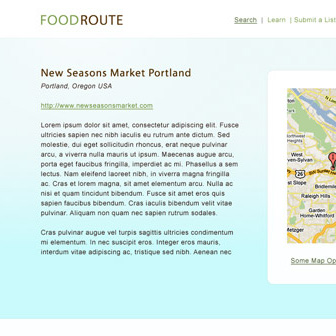 FOODROUTE
Search | Learn | Submit a List
New Seasons Market Portland
Portland, Oregon USA
http://www.newseasonsmarket.com
Lorem ipsum dolor sit amet, consectetur adipiscing elit. Fusce
ultricies sapien nec nibh iaculis eu rutrum ante dictum. Sed
molestie, dui eget sollicitudin rhoncus, erat neque pulvinar
arcu, a viverra nulla mauris ut ipsum. Maecenas augue arcu,
porta eget faucibus fringilla, imperdiet mi. Phasellus a sem
lectus. Nam eleifend laoreet nibh, in viverra magna fringilla
ac. Cras et lorem magna, sit amet elementum arcu. Nulla ac
nisi et quam tincidunt bibendum. Fusce sit amet eros quis
sapien faucibus bibendum. Cras iaculis bibendum velit vitae
pulvinar. Aliquam non quam nec sapien rutrum sodales.
Cras pulvinar augue vel turpis sagittis ultricies condimentum
mi elementum. In nec suscipit eros. Integer eros mauris,
interdum vitae adipiscing ac, tristique sed nibh. Aenean nec
Northwest
Heights
West
Haven-Sylvan
26
Bridlemile
Raleigh Hills
Garden
Home-Whitford
Some Map Op